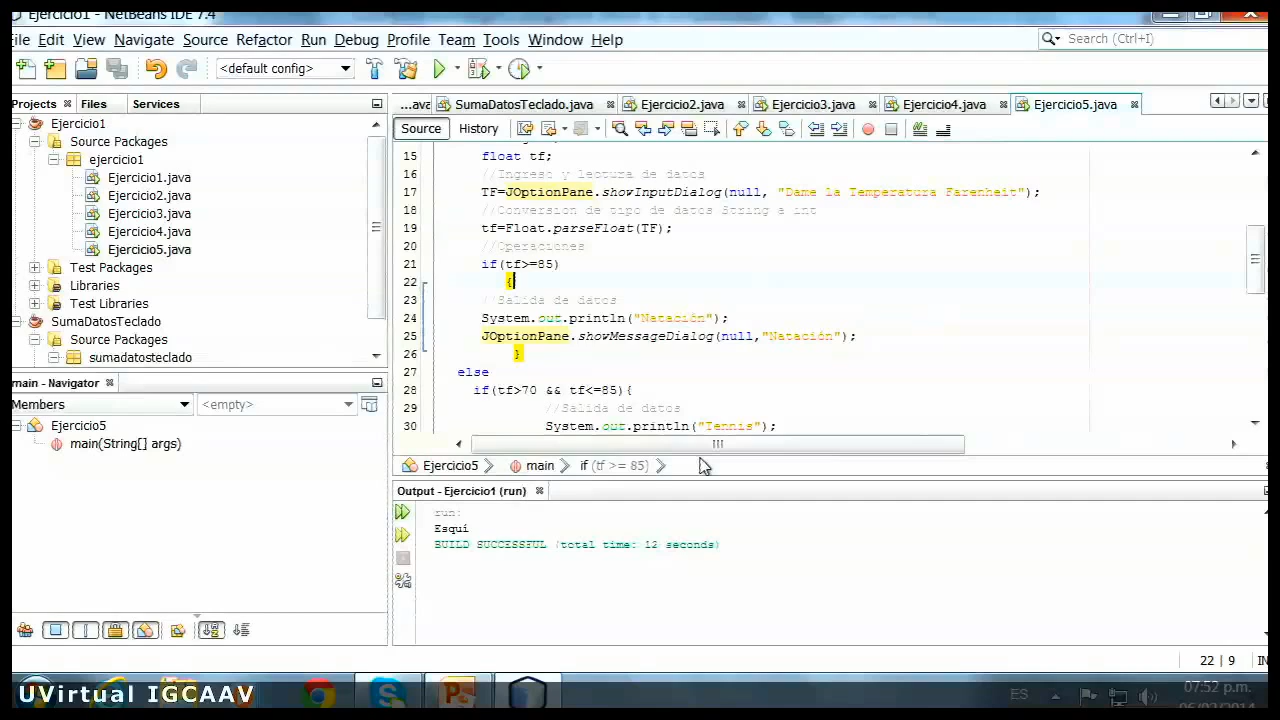 Ejercicio1 - NetBeans IDE 7.4
ile Edit View Navigate Source Refactor Run Debug Profile Team Tools Window Help
Search (Ctrl+I)
<default config>
Projects Files Services
...ava SumaDatosTeclado.java Ejercicio2.java Ejercicio3.java Ejercicio4.java Ejercicio5.java
Source History
Ejercicio1
Source Packages
ejercicio1
Ejercicio1.java
Ejercicio2.java
Ejercicio3.java
Ejercicio4.java
Ejercicio5.java
Test Packages
Libraries
Test Libraries
SumaDatosTeclado
Source Packages
sumadatosteclado
main - Navigator
Members <empty>
Ejercicio5
main(String[] args)
15 float tf;
16 //Ingreso y lectura de datos
17 TF=JOptionPane.showInputDialog(null, "Dame la Temperatura Farenheit");
18 //Conversion de tipo de datos String a int
19 tf=Float.parseFloat(TF);
20 //Operaciones
21 if(tf>=85)
22 {
23 //Salida de datos
24 System.out.println("Natación");
25 JOptionPane.showMessageDialog(null,"Natación");
26 }
27 else
28 if(tf>70 && tf<=85){
29 //Salida de datos
30 System.out.println("Tennis");
Ejercicio5 main if (tf >= 85)
Output - Ejercicio1 (run)
run:
Esquí
BUILD SUCCESSFUL (total time: 12 seconds)
22 | 9 IN
UVirtual IGCAAV
ES
07:52 p.m.